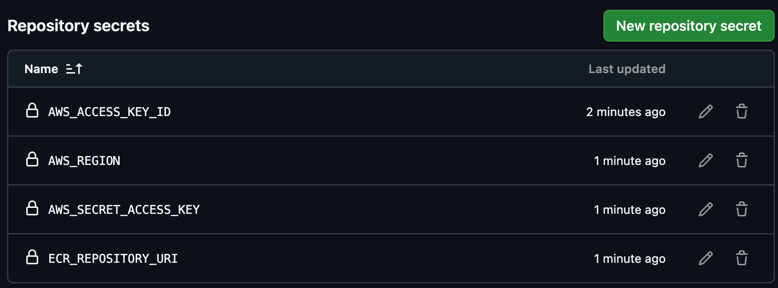 Repository secrets
New repository secret
Name
Last updated
AWS_ACCESS_KEY_ID 2 minutes ago
AWS_REGION 1 minute ago
AWS_SECRET_ACCESS_KEY 1 minute ago
ECR_REPOSITORY_URI 1 minute ago